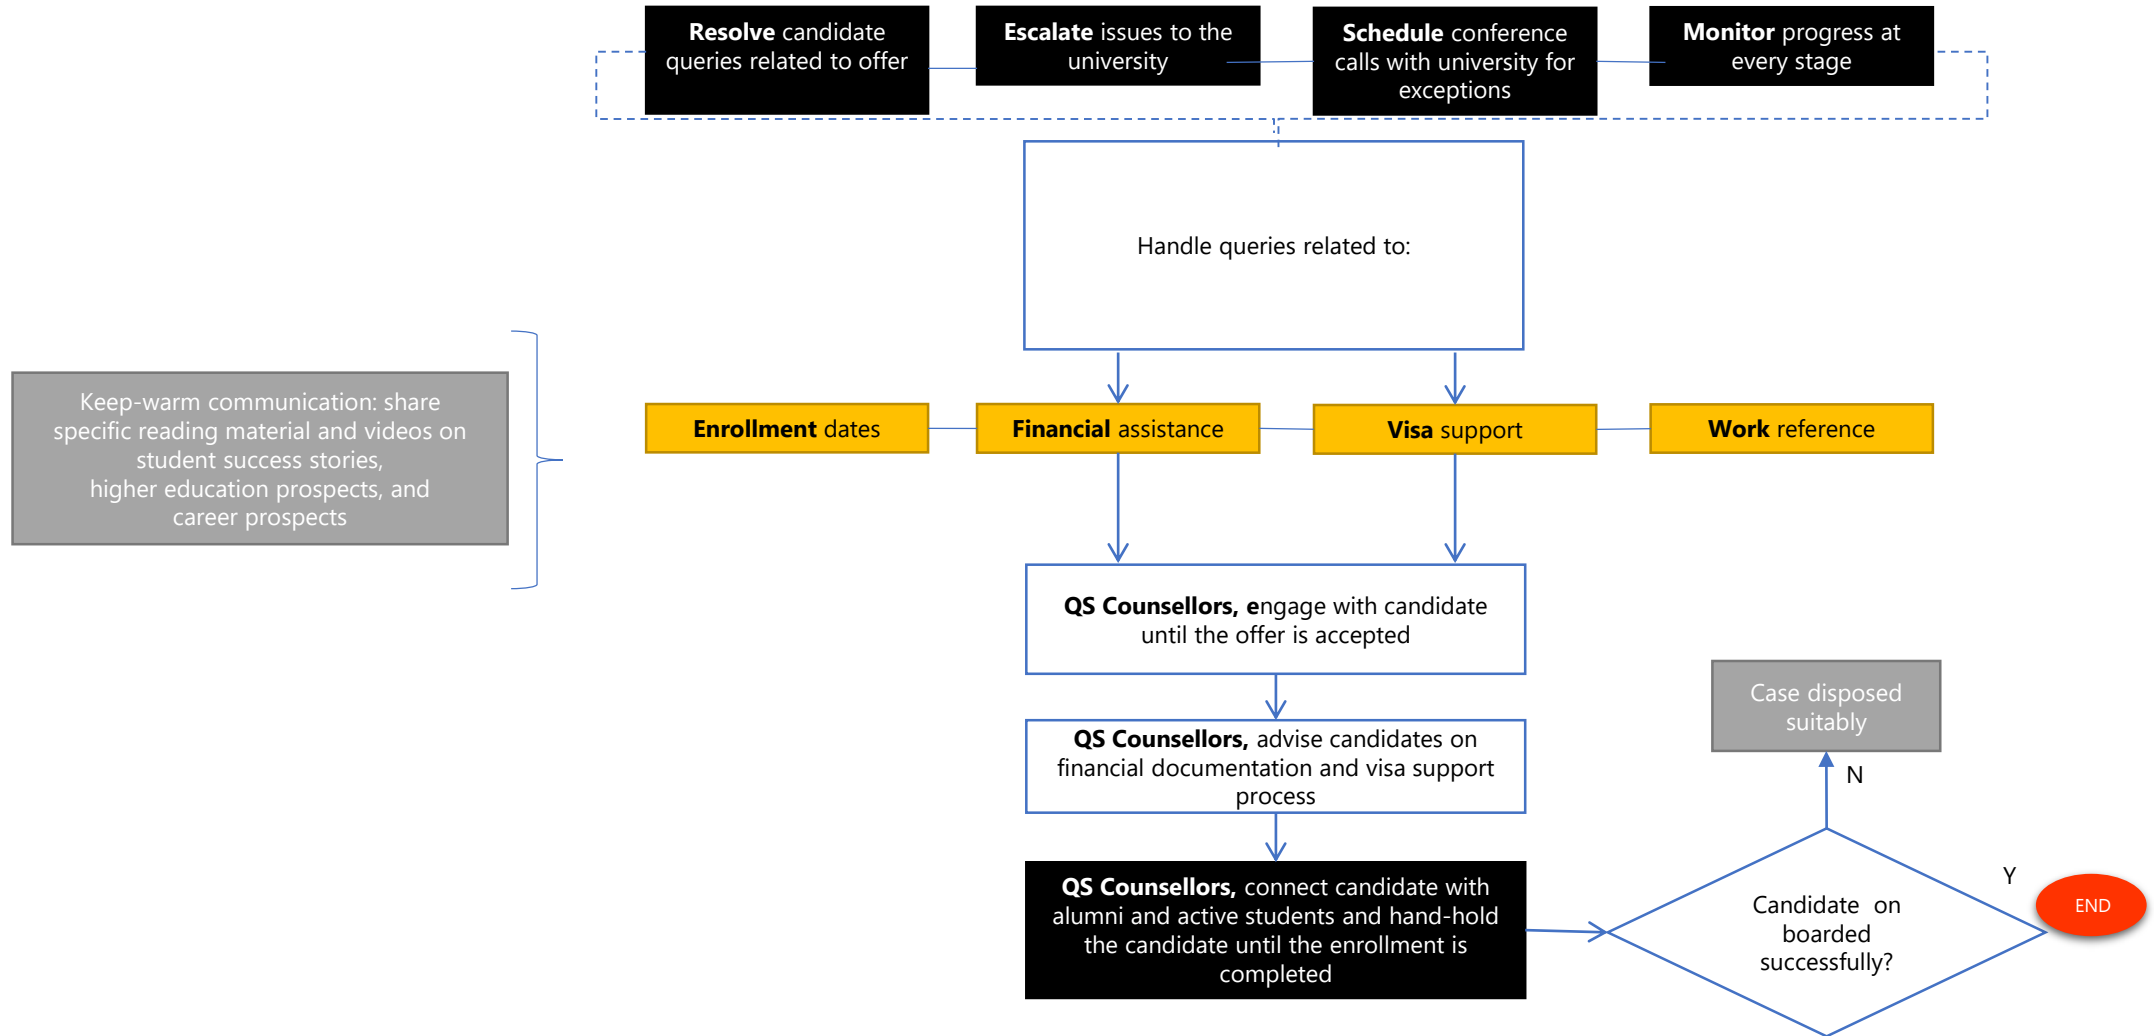 Resolve candidate
queries related to offer
Escalate issues to the
university
Schedule conference
calls with university for
exceptions
Monitor progress at
every stage
Handle queries related to:
Keep-warm communication: share
specific reading material and videos on
student success stories,
higher education prospects, and
career prospects
Enrollment dates
Financial assistance
Visa support
Work reference
QS Counsellors, engage with candidate
until the offer is accepted
QS Counsellors, advise candidates on
financial documentation and visa support
process
QS Counsellors, connect candidate with
alumni and active students and hand-hold
the candidate until the enrollment is
completed
Case disposed
suitably
N
Candidate on
boarded
successfully?
Y
END